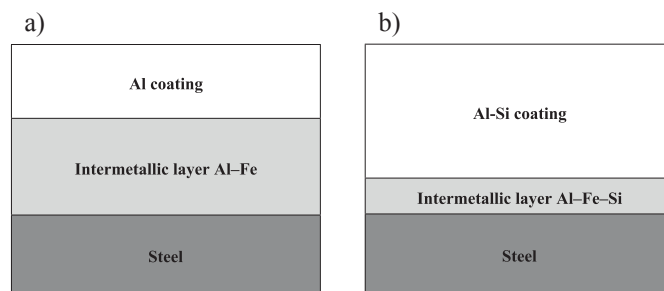 a)
Al coating
Intermetallic layer Al–Fe
Steel
b)
Al-Si coating
Intermetallic layer Al–Fe–Si
Steel